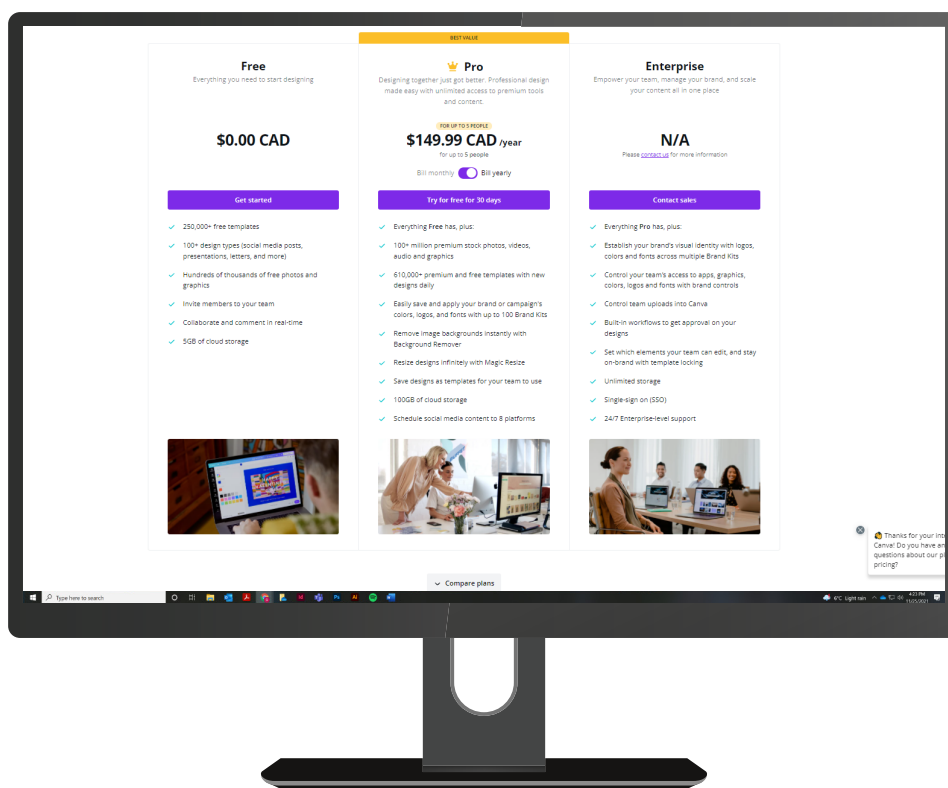 BEST VALUE
Free
Everything you need to start designing
$0.00 CAD
Get started
250,000+ free templates
100+ design types (social media posts,
presentations, letters, and more)
Hundreds of thousands of free photos and
graphics
Invite members to your team
Collaborate and comment in real-time
5GB of cloud storage
Pro
Designing together just got better. Professional design
made easy with unlimited access to premium tools
and content.
FOR UP TO 5 PEOPLE
$149.99 CAD /year
for up to 5 people
Bill monthly Bill yearly
Try for free for 30 days
Everything Free has, plus:
100+ million premium stock photos, videos,
audio and graphics
610,000+ premium and free templates with new
designs daily
Easily save and apply your brand or campaign's
colors, logos, and fonts with up to 100 Brand Kits
Remove image backgrounds instantly with
Background Remover
Resize designs infinitely with Magic Resize
Save designs as templates for your team to use
100GB of cloud storage
Schedule social media content to 8 platforms
Enterprise
Empower your team, manage your brand, and scale
your content all in one place
N/A
Please contact us for more information
Contact sales
Everything Pro has, plus:
Establish your brand's visual identity with logos,
colors and fonts across multiple Brand Kits
Control your team's access to apps, graphics,
colors, logos and fonts with brand controls
Control team uploads into Canva
Built-in workflows to get approval on your
designs
Set which elements your team can edit, and stay
on-brand with template locking
Unlimited storage
Single-sign on (SSO)
24/7 Enterprise-level support
Thanks for your inte
Canva! Do you have an
questions about our pl
pricing?
Compare plans
Type here to search
Ps
Ai
6°C Light rain
4:23 PM
11/25/2021